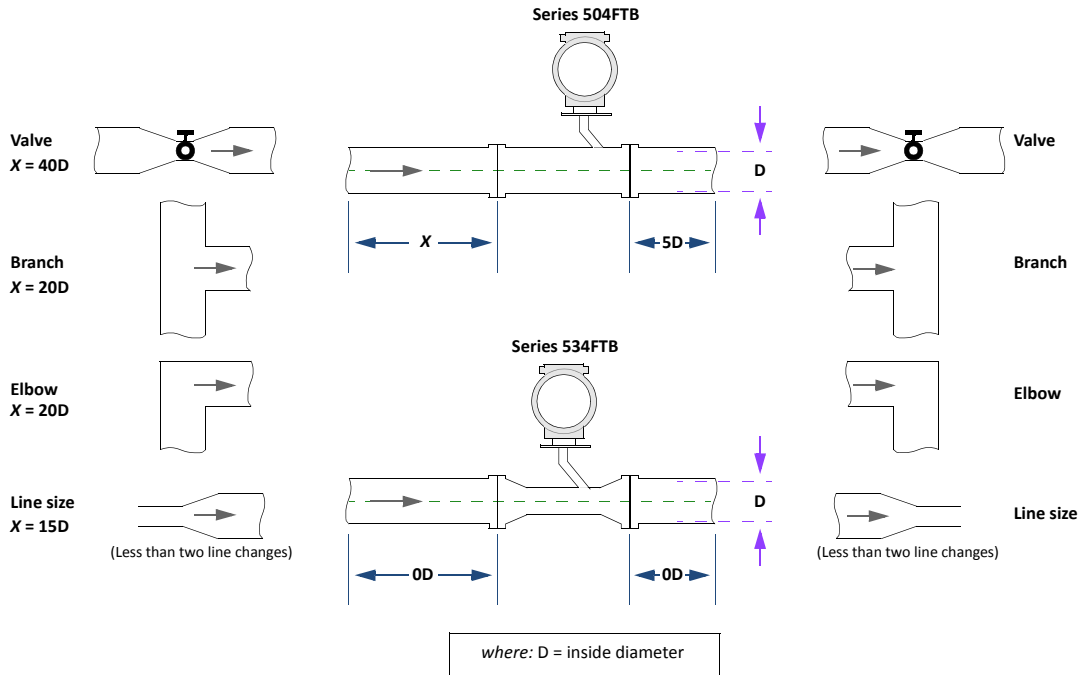 Series 504FTB
Valve
X = 40D
Branch
X = 20D
Elbow
X = 20D
Line size
X = 15D
(Less than two line changes)
X
5D
D
Series 534FTB
0D
0D
D
Valve
Branch
Elbow
Line size
(Less than two line changes)
where: D = inside diameter